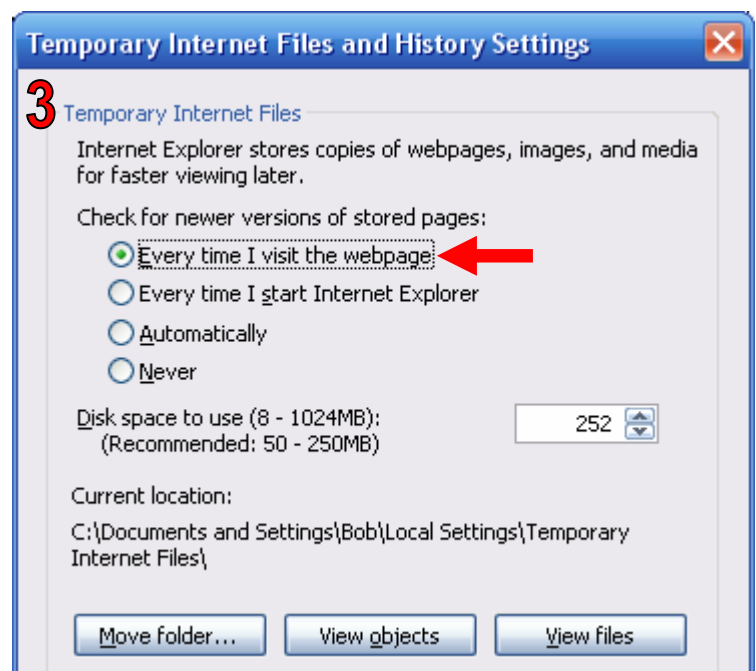 Temporary Internet Files and History Settings
3
Temporary Internet Files
Internet Explorer stores copies of webpages, images, and media
for faster viewing later.
Check for newer versions of stored pages:
Every time I visit the webpage
Every time I start Internet Explorer
Automatically
Never
Disk space to use (8 - 1024MB): 252
(Recommended: 50 - 250MB)
Current location:
C:\Documents and Settings\Bob\Local Settings\Temporary
Internet Files\
Move folder... View objects View files